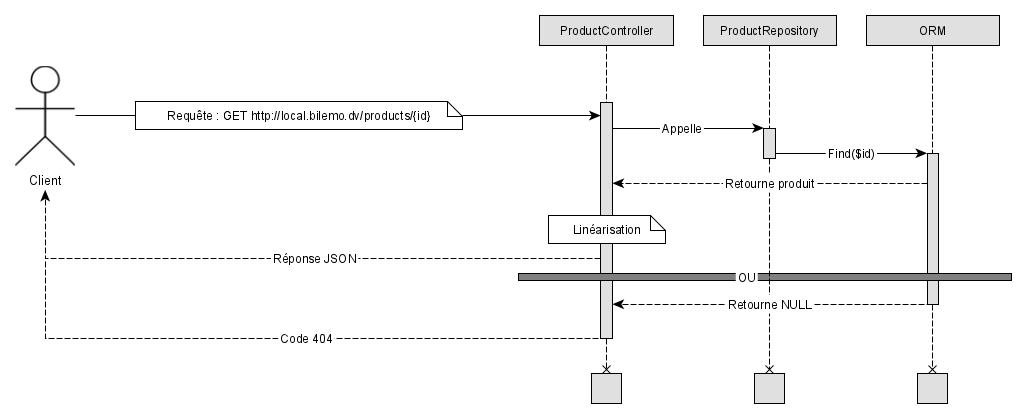 ProductController
ProductRepository
ORM
Requête : GET http://local.bilemo.dv/products/{id}
Appelle
Find($id)
Client
Retourne produit
Linéarisation
Réponse JSON
OU
Retourne NULL
Code 404